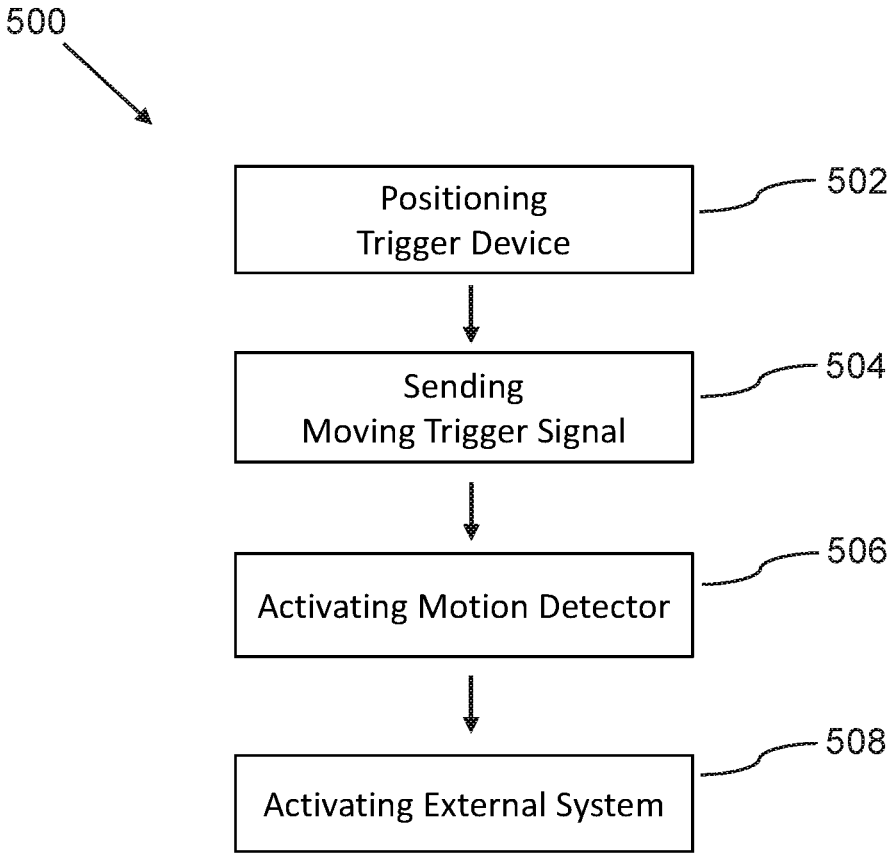 500
Positioning
Trigger Device
502
Sending
Moving Trigger Signal
504
Activating Motion Detector
506
Activating External System
508